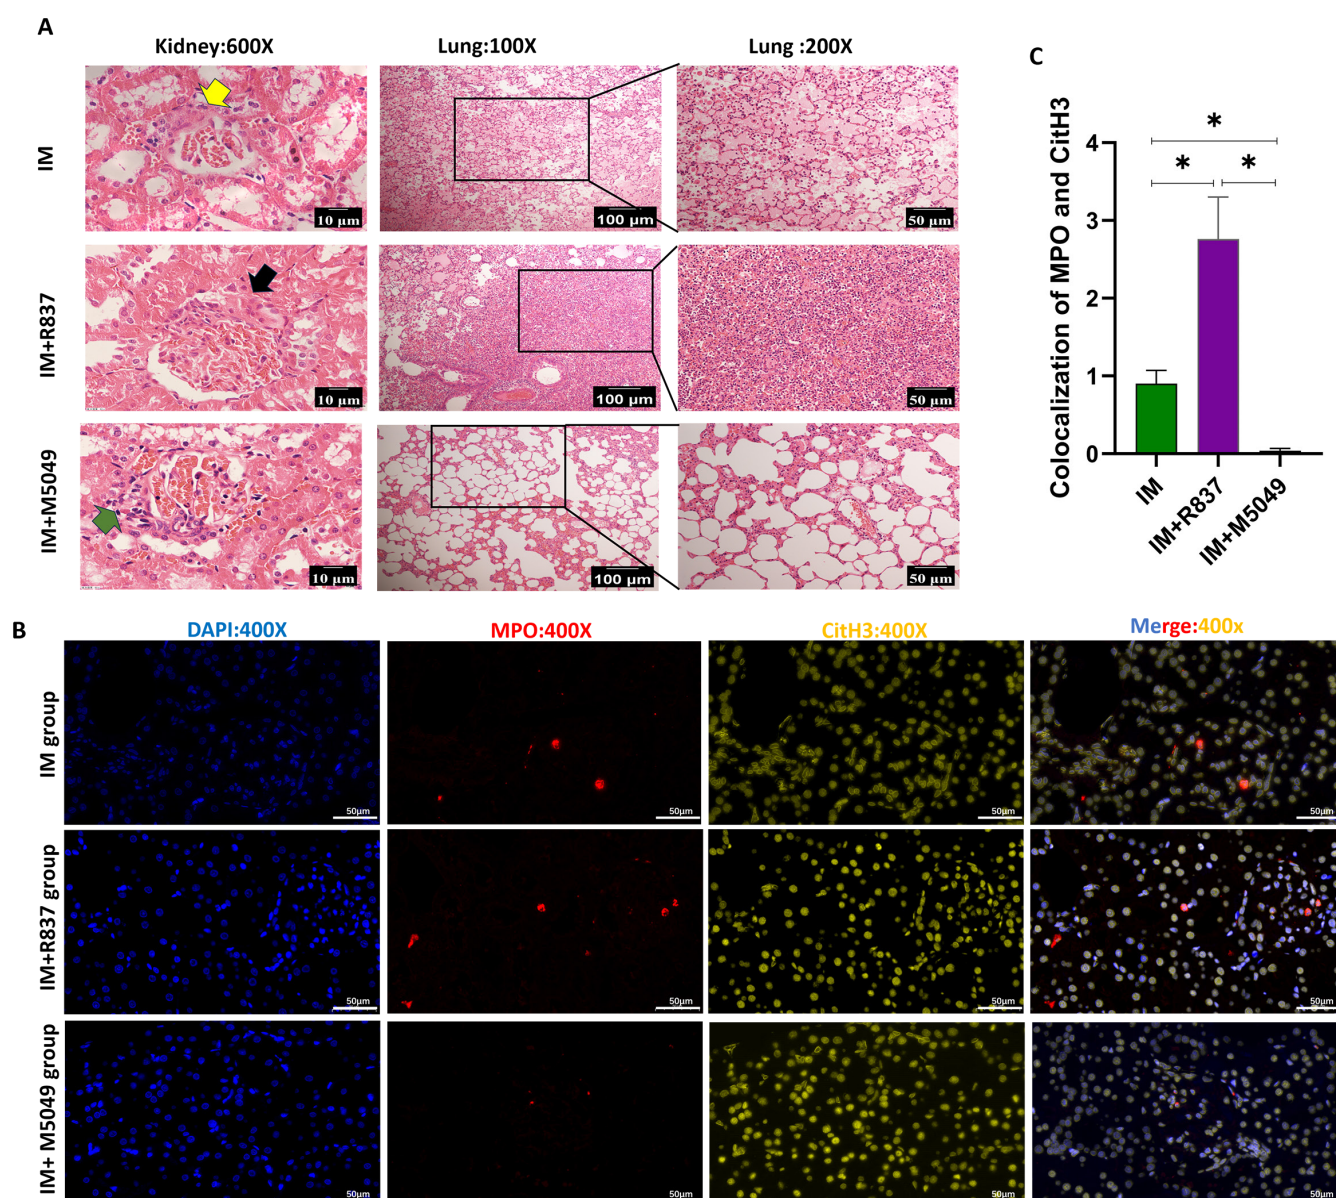 A
Kidney:600X
Lung:100X
Lung :200X
IM
10 µm
100 µm
50 µm
IM+R837
10 µm
100 µm
50 µm
IM+M5049
10 µm
100 µm
50 µm
C
Colocalization of MPO and CitH3
4
3
2
1
0
*
*
*
IM
IM+R837
IM+M5049
B
DAPI:400X
MPO:400X
CitH3:400X
Merge:400x
IM group
50µm
50µm
50µm
50µm
IM+R837 group
50µm
50µm
50µm
50µm
IM+ M5049 group
50µm
50µm
50µm
50µm